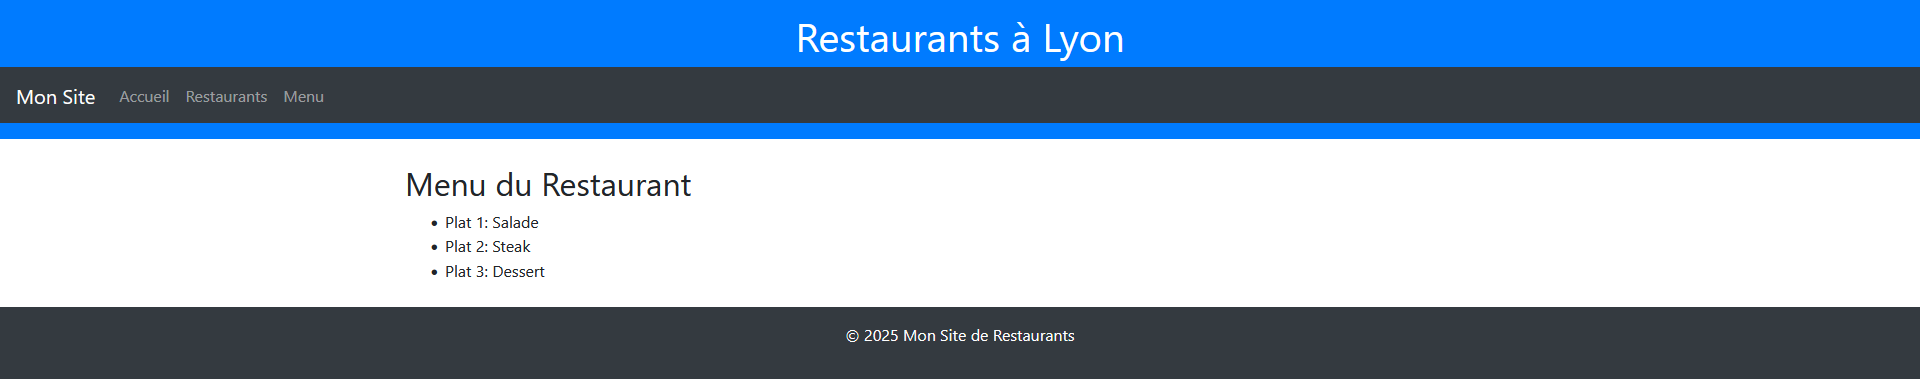 Restaurants à Lyon
Mon Site Accueil Restaurants Menu
Menu du Restaurant
• Plat 1: Salade
• Plat 2: Steak
• Plat 3: Dessert
© 2025 Mon Site de Restaurants